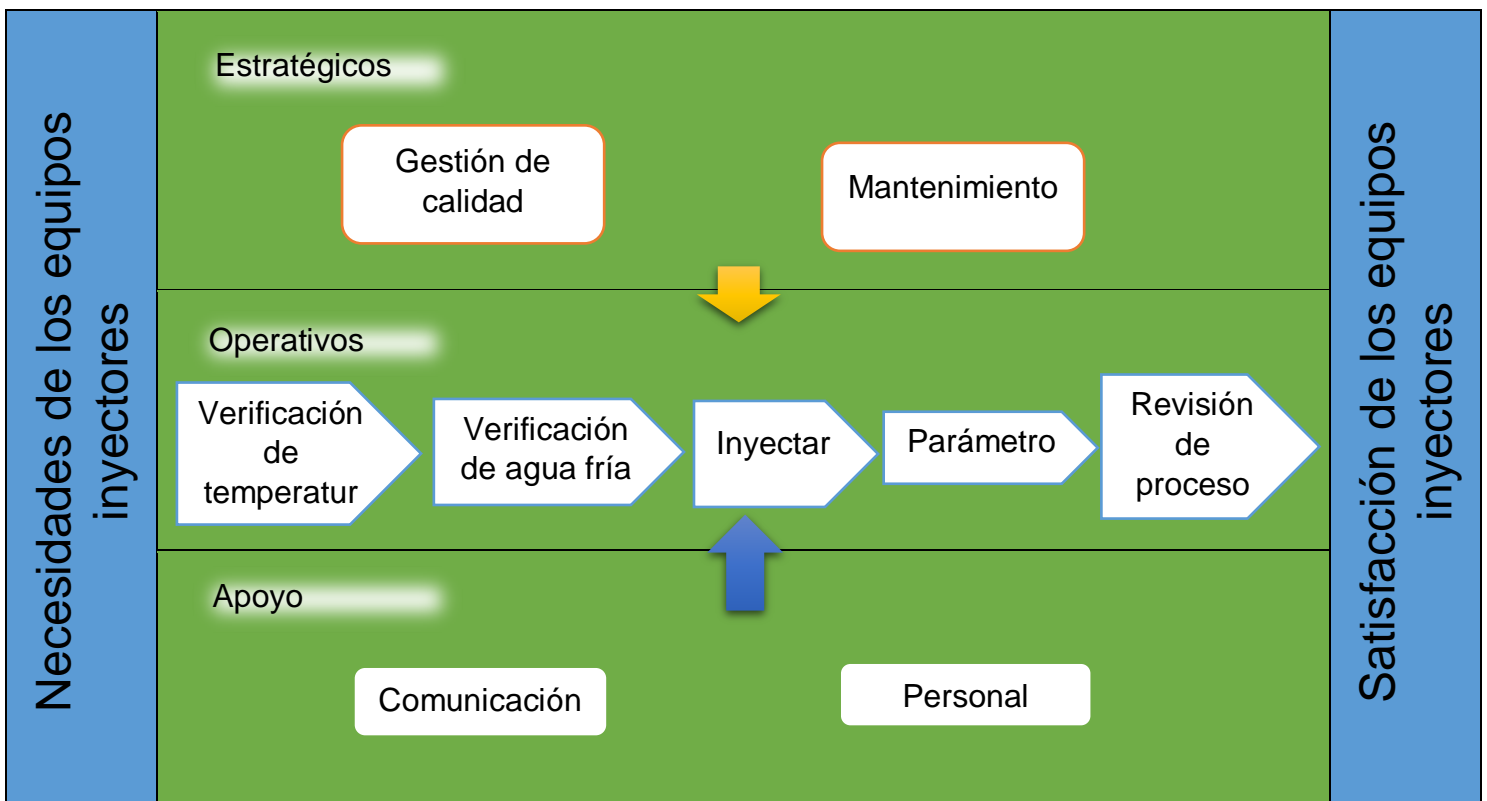 Necesidades de los equipos
inyectores
Estratégicos
Gestión de
calidad
Mantenimiento
Operativos
Verificación
de
temperatur
Verificación
de agua fría
Inyectar
Parámetro
Revisión
de
proceso
Apoyo
Comunicación
Personal
Satisfacción de los equipos
inyectores